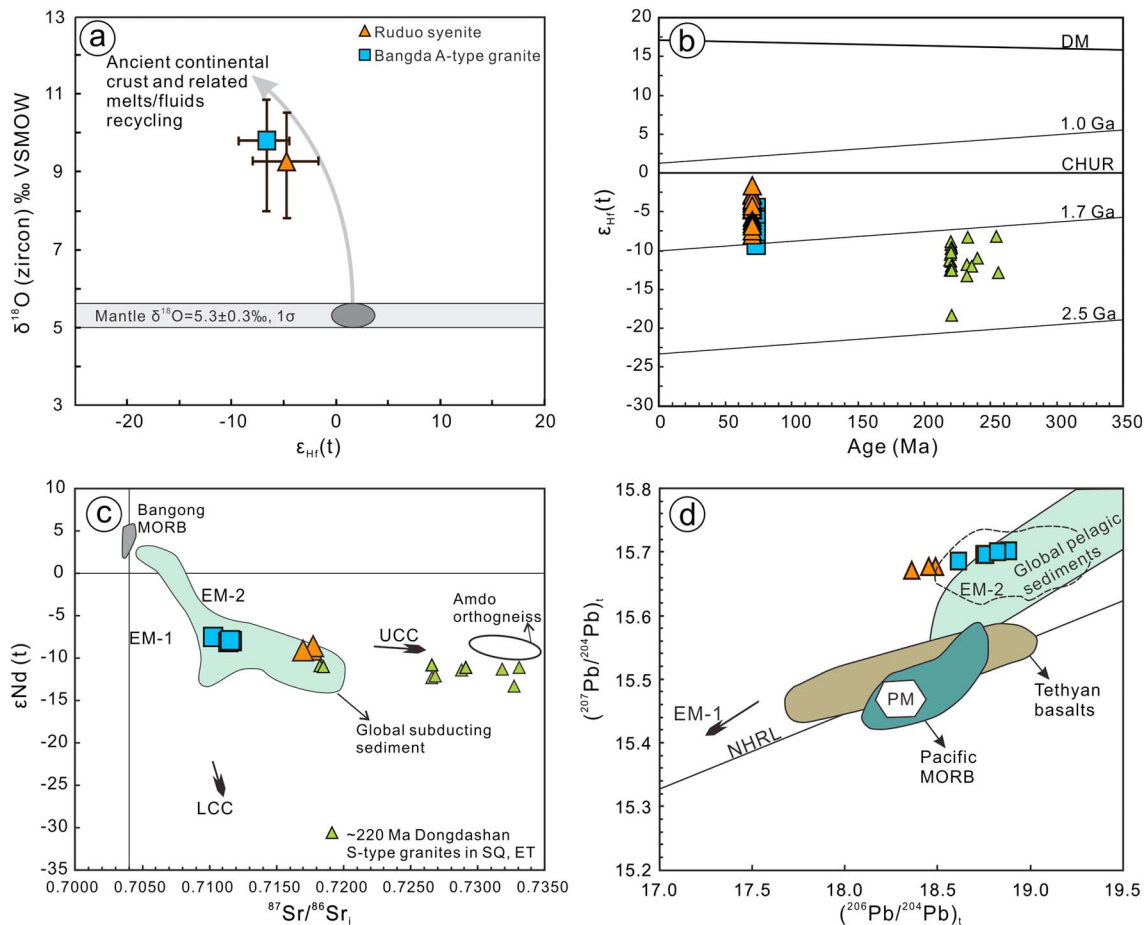 a
Ruduo syenite
Bangda A-type granite
Ancient continental
crust and related
melts/fluids
recycling
Mantle δ¹⁸O=5.3±0.3‰, 1σ
δ¹⁸O (zircon) ‰ VSMOW
13
11
9
7
5
3
-20
-10
0
10
20
εHf(t)
b
DM
1.0 Ga
CHUR
1.7 Ga
2.5 Ga
εHf(t)
20
15
10
5
0
-5
-10
-15
-20
-25
-30
0
50
100
150
200
250
300
350
Age (Ma)
c
Bangong
MORB
EM-2
EM-1
UCC
Amdo
orthogneiss
Global subducting
sediment
LCC
~220 Ma Dongdashan
S-type granites in SQ, ET
εNd (t)
10
5
0
-5
-10
-15
-20
-25
-30
-35
0.7000
0.7050
0.7100
0.7150
0.7200
0.7250
0.7300
0.7350
⁸⁷Sr/⁸⁶Srᵢ
d
Global pelagic
sediments
EM-2
Tethyan
basalts
PM
EM-1
NHRL
Pacific
MORB
(²⁰⁷Pb/²⁰⁴Pb)ₜ
15.8
15.7
15.6
15.5
15.4
15.3
15.2
17.0
17.5
18.0
18.5
19.0
19.5
(²⁰⁶Pb/²⁰⁴Pb)ₜ